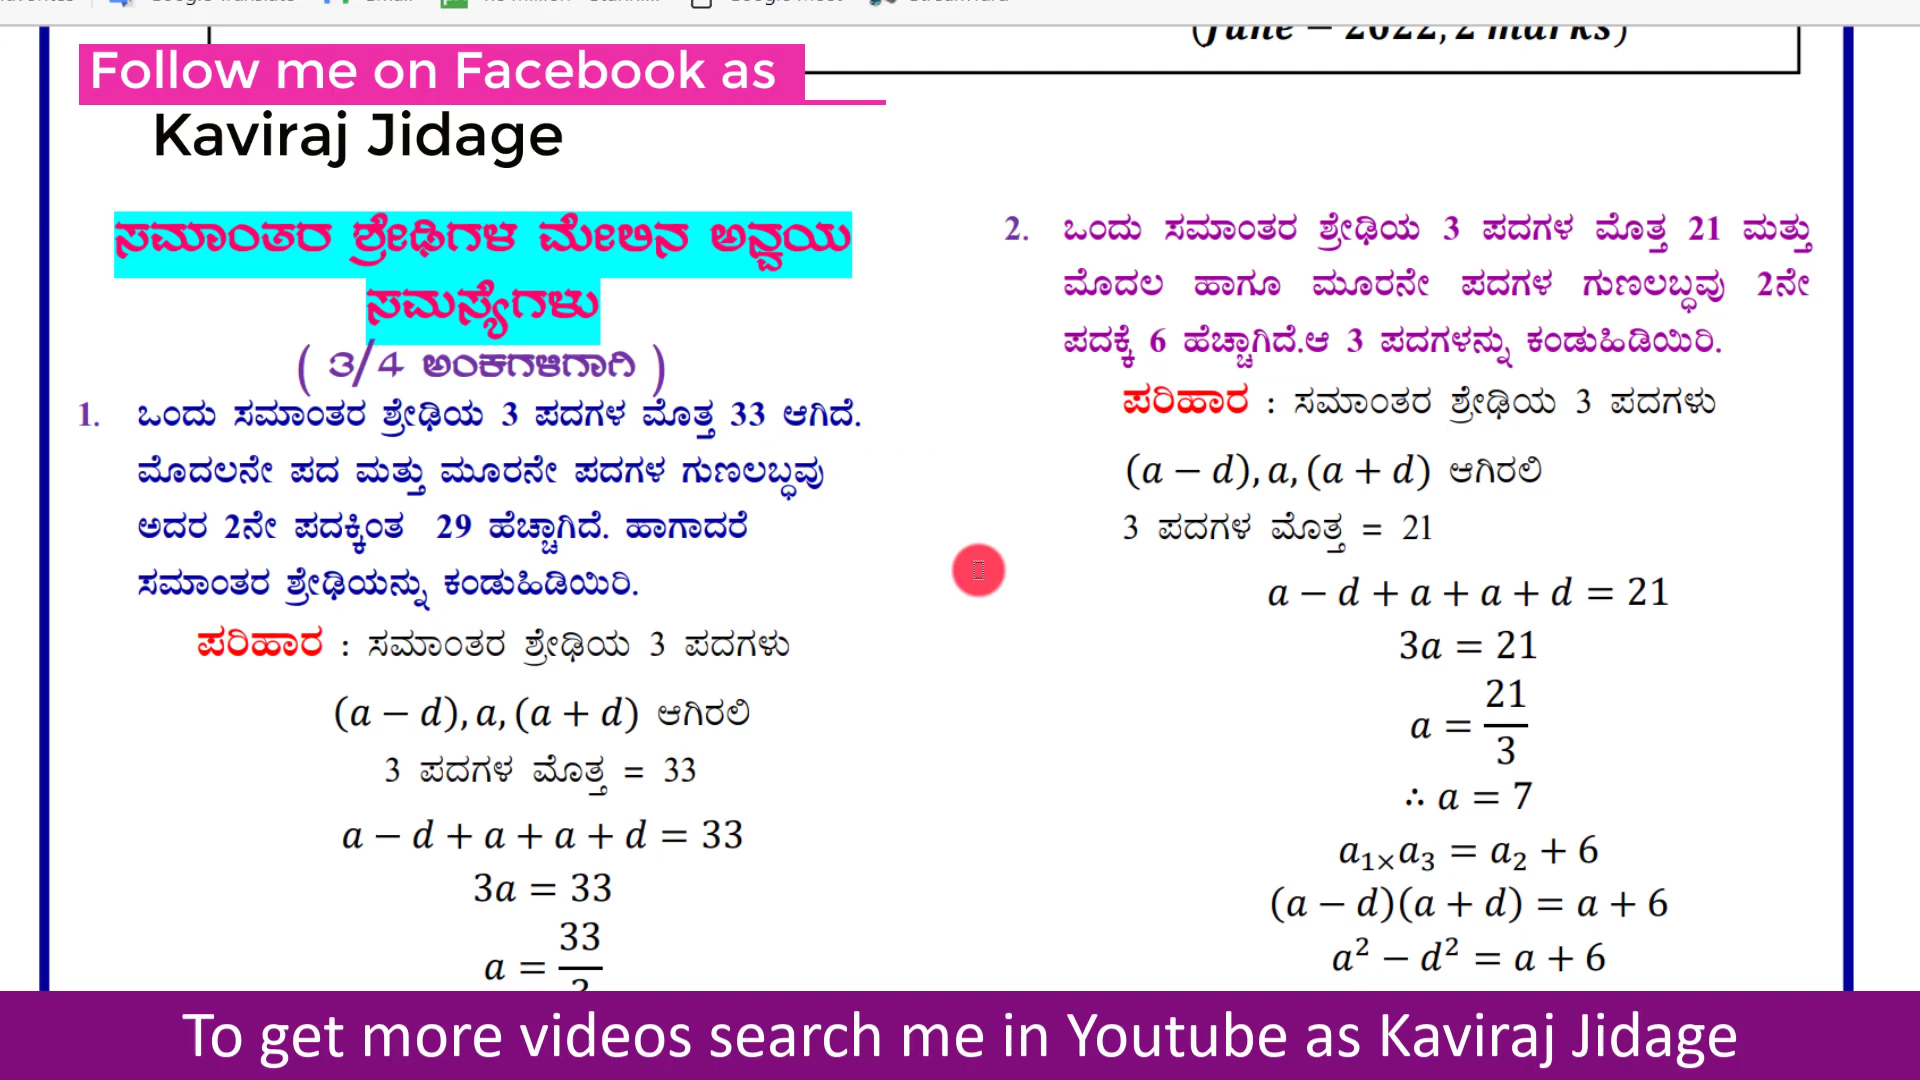 (June – 2022, 2 marks)
Follow me on Facebook as
Kaviraj Jidage
ಸಮಾಂತರ ಶ್ರೇಢಿಗಳ ಮೇಲಿನ ಅನ್ವಯ
ಸಮಸ್ಯೆಗಳು
( 3/4 ಅಂಕಗಳಿಗಾಗಿ )
1. ಒಂದು ಸಮಾಂತರ ಶ್ರೇಢಿಯ 3 ಪದಗಳ ಮೊತ್ತ 33 ಆಗಿದೆ.
ಮೊದಲನೇ ಪದ ಮತ್ತು ಮೂರನೇ ಪದಗಳ ಗುಣಲಬ್ಧವು
ಅದರ 2ನೇ ಪದಕ್ಕಿಂತ 29 ಹೆಚ್ಚಾಗಿದೆ. ಹಾಗಾದರೆ
ಸಮಾಂತರ ಶ್ರೇಢಿಯನ್ನು ಕಂಡುಹಿಡಿಯಿರಿ.
ಪರಿಹಾರ : ಸಮಾಂತರ ಶ್ರೇಢಿಯ 3 ಪದಗಳು
(a − d), a, (a + d) ಆಗಿರಲಿ
3 ಪದಗಳ ಮೊತ್ತ = 33
a − d + a + a + d = 33
3a = 33
a = 33/3
2. ಒಂದು ಸಮಾಂತರ ಶ್ರೇಢಿಯ 3 ಪದಗಳ ಮೊತ್ತ 21 ಮತ್ತು
ಮೊದಲ ಹಾಗೂ ಮೂರನೇ ಪದಗಳ ಗುಣಲಬ್ಧವು 2ನೇ
ಪದಕ್ಕೆ 6 ಹೆಚ್ಚಾಗಿದೆ.ಆ 3 ಪದಗಳನ್ನು ಕಂಡುಹಿಡಿಯಿರಿ.
ಪರಿಹಾರ : ಸಮಾಂತರ ಶ್ರೇಢಿಯ 3 ಪದಗಳು
(a − d), a, (a + d) ಆಗಿರಲಿ
3 ಪದಗಳ ಮೊತ್ತ = 21
a − d + a + a + d = 21
3a = 21
a = 21/3
∴ a = 7
a₁ₓa₃ = a₂ + 6
(a − d)(a + d) = a + 6
a² − d² = a + 6
To get more videos search me in Youtube as Kaviraj Jidage